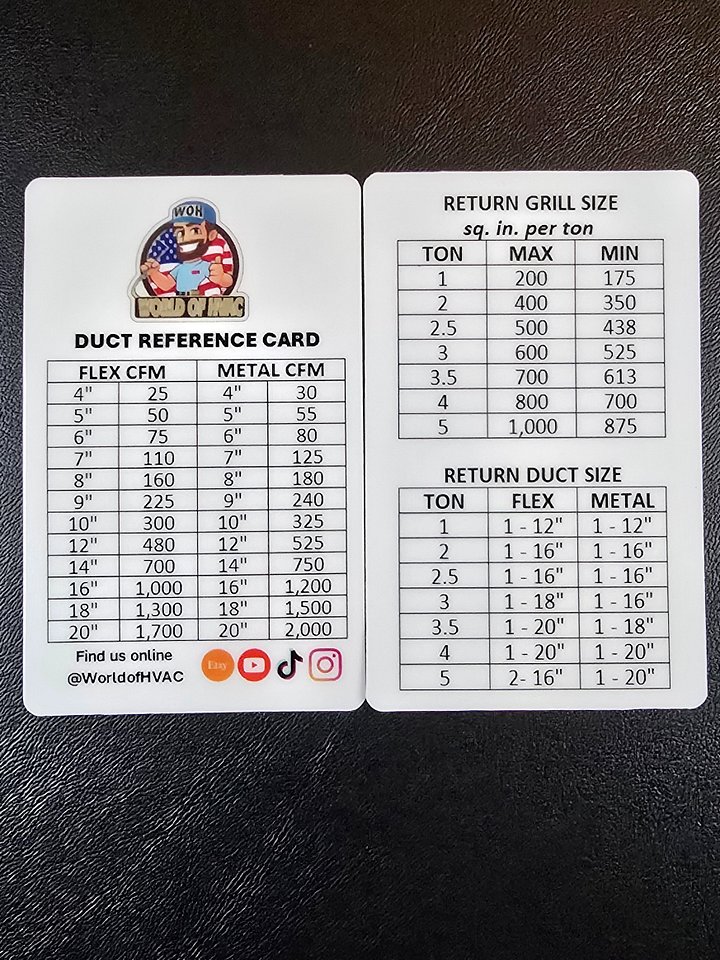 WOH
WORLD OF HVAC
DUCT REFERENCE CARD
FLEX CFM METAL CFM
4" 25 4" 30
5" 50 5" 55
6" 75 6" 80
7" 110 7" 125
8" 160 8" 180
9" 225 9" 240
10" 300 10" 325
12" 480 12" 525
14" 700 14" 750
16" 1,000 16" 1,200
18" 1,300 18" 1,500
20" 1,700 20" 2,000
Find us online
@WorldofHVAC
Etsy
RETURN GRILL SIZE
sq. in. per ton
TON MAX MIN
1 200 175
2 400 350
2.5 500 438
3 600 525
3.5 700 613
4 800 700
5 1,000 875
RETURN DUCT SIZE
TON FLEX METAL
1 1 - 12" 1 - 12"
2 1 - 16" 1 - 16"
2.5 1 - 16" 1 - 16"
3 1 - 18" 1 - 16"
3.5 1 - 20" 1 - 18"
4 1 - 20" 1 - 20"
5 2- 16" 1 - 20"